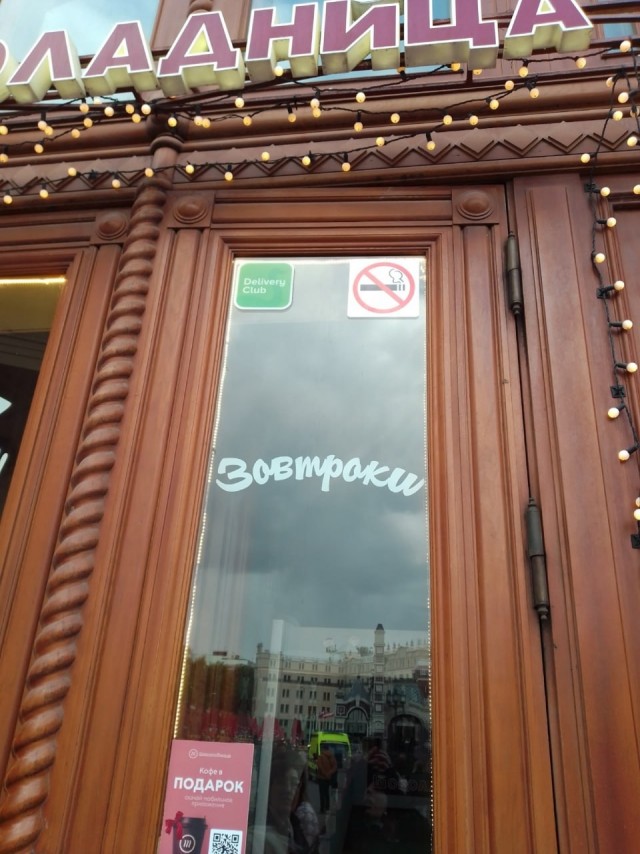 ОЛАДНИЦА
Delivery
Club
Завтраки
Кофе в
ПОДАРОК